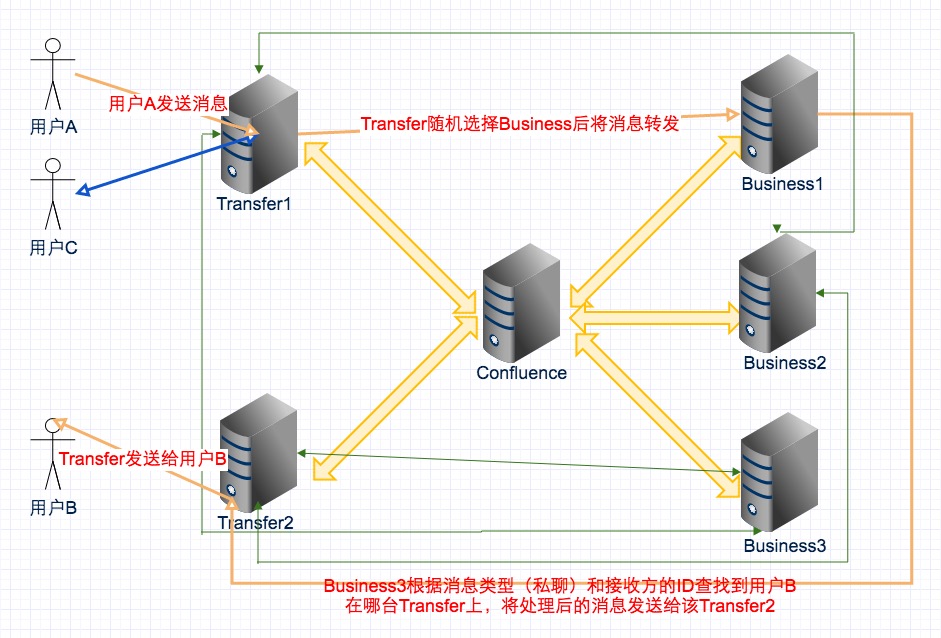 用户A
用户A发送消息
Transfer随机选择Business后将消息转发
Business1
Transfer1
用户C
Business2
Confluence
Transfer发送给用户B
用户B
Transfer2
Business3
Business3根据消息类型（私聊）和接收方的ID查找到用户B
在哪台Transfer上，将处理后的消息发送给该Transfer2